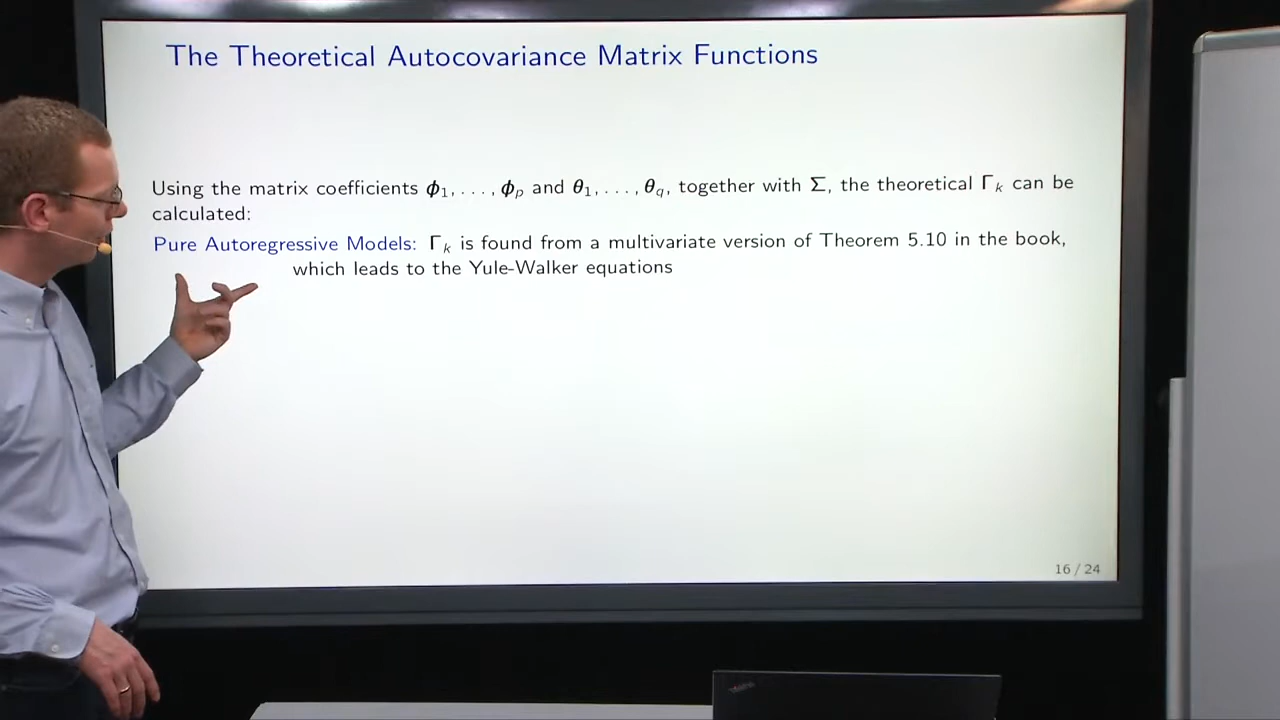 The Theoretical Autocovariance Matrix Functions
Using the matrix coefficients ϕ₁, . . . , ϕₚ and θ₁, . . . , θ_q, together with Σ, the theoretical Γₖ can be
calculated:
Pure Autoregressive Models: Γₖ is found from a multivariate version of Theorem 5.10 in the book,
which leads to the Yule-Walker equations
16 / 24
ThinkPad